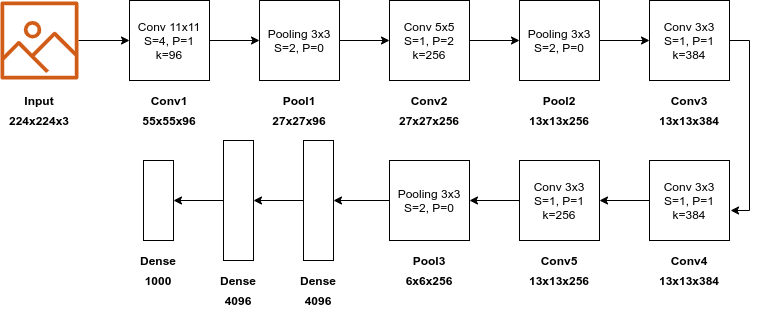 Conv 11x11
S=4, P=1
k=96
Pooling 3x3
S=2, P=0
Conv 5x5
S=1, P=2
k=256
Pooling 3x3
S=2, P=0
Conv 3x3
S=1, P=1
k=384
Input
224x224x3
Conv1
55x55x96
Pool1
27x27x96
Conv2
27x27x256
Pool2
13x13x256
Conv3
13x13x384
Pooling 3x3
S=2, P=0
Conv 3x3
S=1, P=1
k=256
Conv 3x3
S=1, P=1
k=384
Dense
1000
Dense
4096
Dense
4096
Pool3
6x6x256
Conv5
13x13x256
Conv4
13x13x384